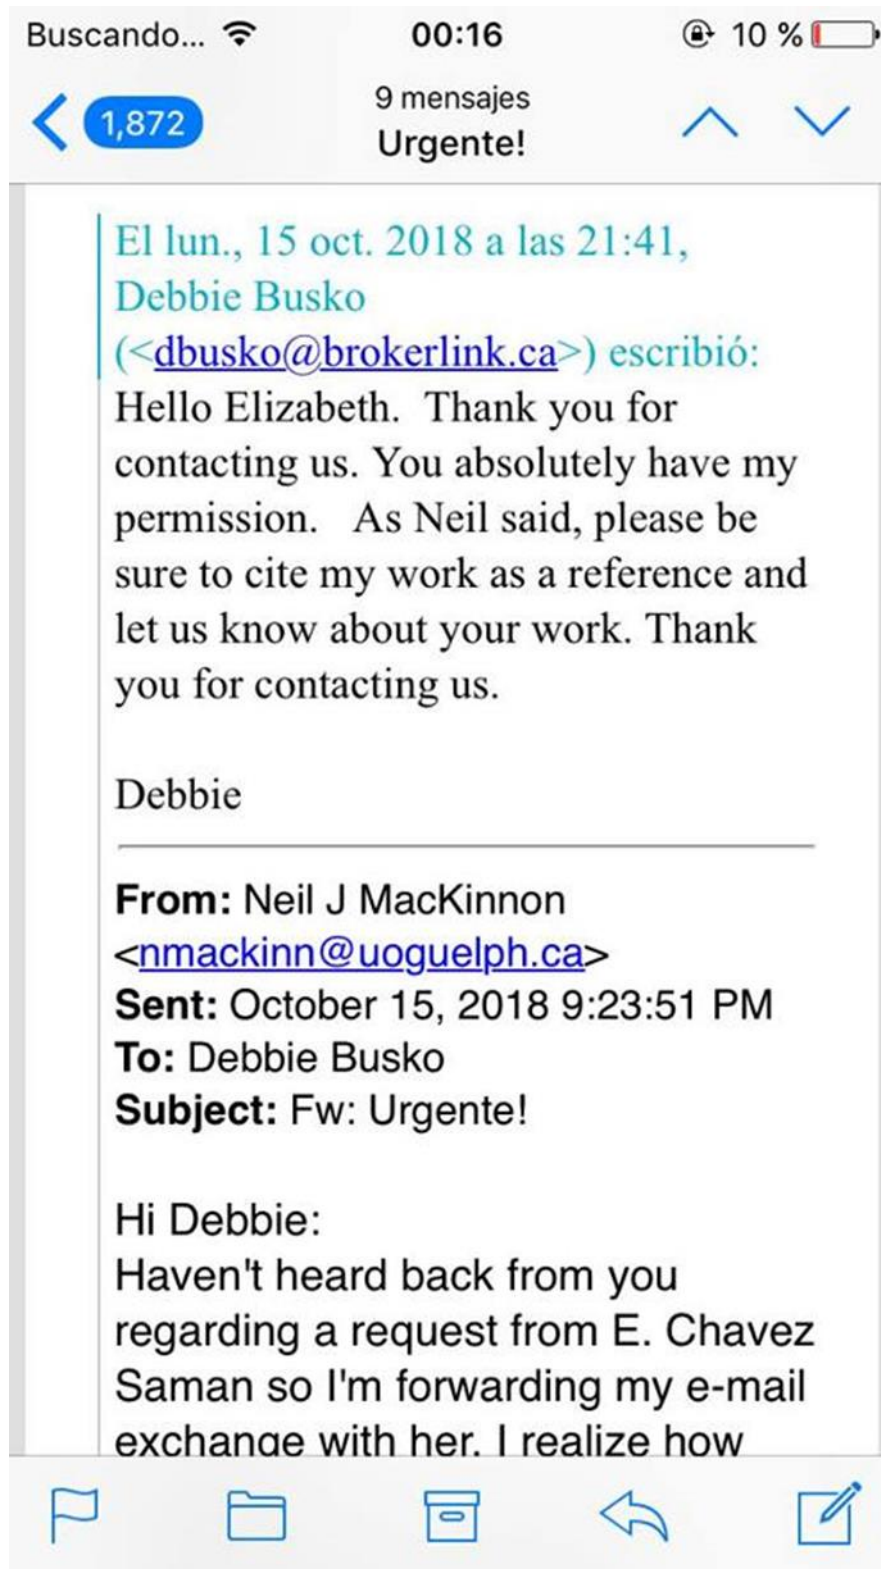 Buscando... 00:16 10 %
1,872
9 mensajes
Urgente!
El lun., 15 oct. 2018 a las 21:41,
Debbie Busko
(<dbusko@brokerlink.ca>) escribió:
Hello Elizabeth.  Thank you for
contacting us. You absolutely have my
permission.   As Neil said, please be
sure to cite my work as a reference and
let us know about your work. Thank
you for contacting us.
Debbie
From: Neil J MacKinnon
<nmackinn@uoguelph.ca>
Sent: October 15, 2018 9:23:51 PM
To: Debbie Busko
Subject: Fw: Urgente!
Hi Debbie:
Haven't heard back from you
regarding a request from E. Chavez
Saman so I'm forwarding my e-mail
exchange with her. I realize how